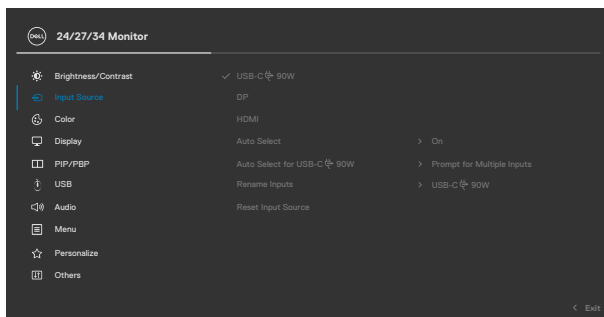 DELL 24/27/34 Monitor
Brightness/Contrast USB-C 90W
Input Source DP
Color HDMI
Display Auto Select On
PIP/PBP Auto Select for USB-C 90W Prompt for Multiple Inputs
USB Rename Inputs USB-C 90W
Audio Reset Input Source
Menu
Personalize
Others
Exit